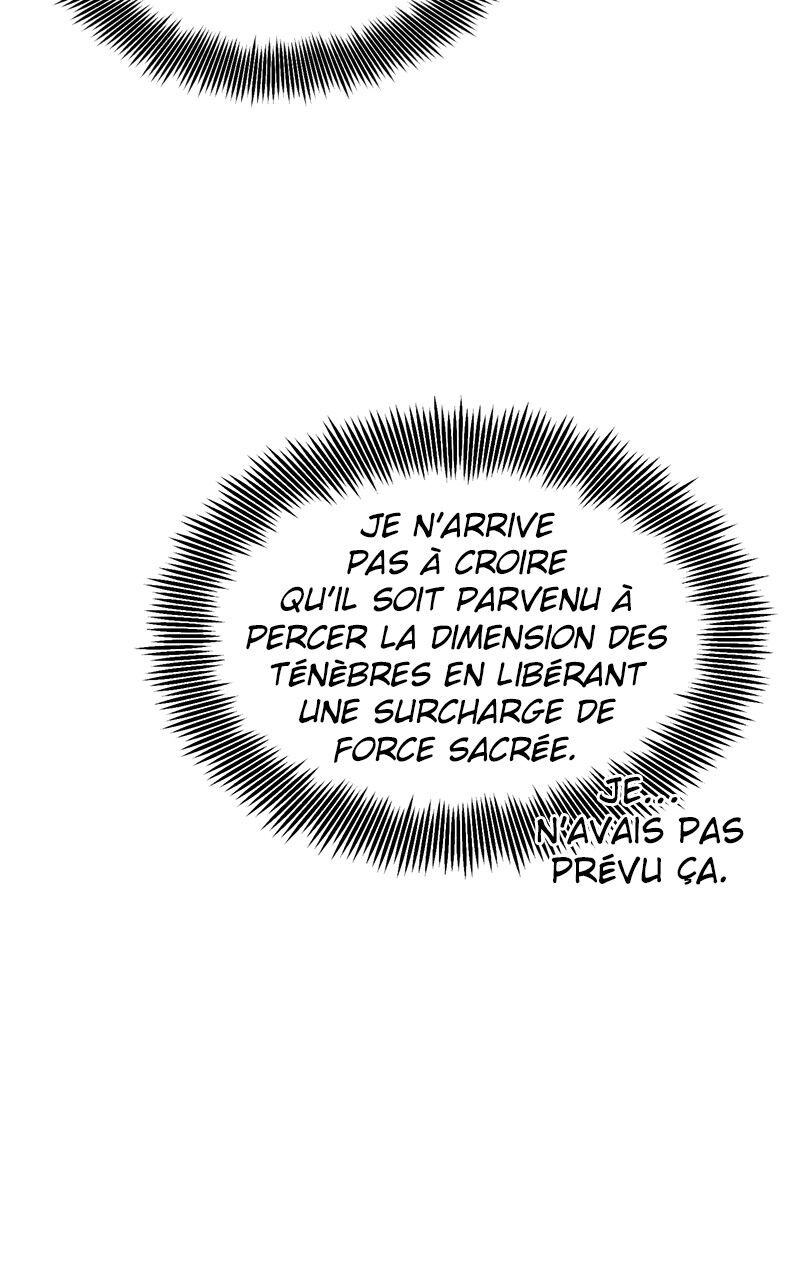 JE N'ARRIVE
PAS À CROIRE
QU'IL SOIT PARVENU À
PERCER LA DIMENSION DES
TÉNÈBRES EN LIBÉRANT
UNE SURCHARGE DE
FORCE SACRÉE.
JE...
N'AVAIS PAS
PRÉVU ÇA.